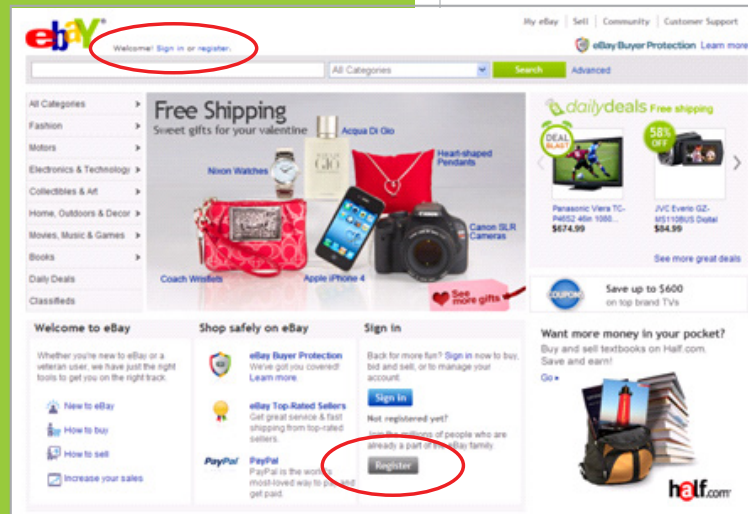 ebay
Welcome! Sign in or register.
My eBay | Sell | Community | Customer Support
eBay Buyer Protection Learn more
All Categories
Search
Advanced
All Categories
Fashion
Motors
Electronics & Technology
Collectibles & Art
Home, Outdoors & Decor
Movies, Music & Games
Books
Daily Deals
Classifieds
Free Shipping
Sweet gifts for your valentine
Acqua Di Gio
Nixon Watches
GIÒ
Heart-shaped
Pendants
Canon
Canon SLR
Cameras
Coach Wristlets
Apple iPhone 4
See
more gifts
dailydeals Free shipping
DEAL
BLAST
58%
OFF
Panasonic Viera TC-
P46S2 46in 1080...
$674.99
JVC Everio GZ-
MS110BUS Digital
$84.99
See more great deals
COUPONS
Save up to $600
on top brand TVs
Welcome to eBay
Whether you're new to eBay or a
veteran user, we have just the right
tools to get you on the right track.
New to eBay
How to buy
How to sell
Increase your sales
Shop safely on eBay
eBay Buyer Protection
We've got you covered!
Learn more.
eBay Top-Rated Sellers
Get great service & fast
shipping from top-rated
sellers.
PayPal
PayPal
PayPal is the world's
most-loved way to pay and
get paid.
Sign in
Back for more fun? Sign in now to buy,
bid and sell, or to manage your
account.
Sign in
Not registered yet?
Join the millions of people who are
already a part of the eBay family.
Register
Want more money in your pocket?
Buy and sell textbooks on Half.com.
Save and earn!
Go
half.com